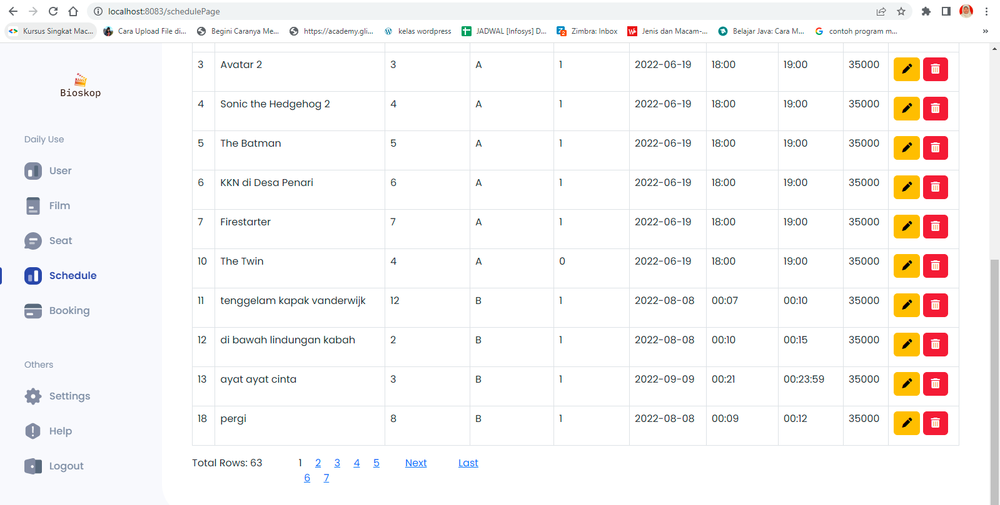 localhost:8083/schedulePage
Kursus Singkat Mac... Cara Upload File di... Begini Caranya Me... https://academy.gli... kelas wordpress JADWAL [Infosys] D... Zimbra: Inbox Jenis dan Macam-... Belajar Java: Cara M... contoh program m... »
Bioskop
Daily Use
User
Film
Seat
Schedule
Booking
Others
Settings
Help
Logout
3 Avatar 2 3 A 1 2022-06-19 18:00 19:00 35000
4 Sonic the Hedgehog 2 4 A 1 2022-06-19 18:00 19:00 35000
5 The Batman 5 A 1 2022-06-19 18:00 19:00 35000
6 KKN di Desa Penari 6 A 1 2022-06-19 18:00 19:00 35000
7 Firestarter 7 A 1 2022-06-19 18:00 19:00 35000
10 The Twin 4 A 0 2022-06-19 18:00 19:00 35000
11 tenggelam kapak vanderwijk 12 B 1 2022-08-08 00:07 00:10 35000
12 di bawah lindungan kabah 2 B 1 2022-08-08 00:10 00:15 35000
13 ayat ayat cinta 3 B 1 2022-09-09 00:21 00:23:59 35000
18 pergi 8 B 1 2022-08-08 00:09 00:12 35000
Total Rows: 63 1 2 3 4 5 Next Last
6 7